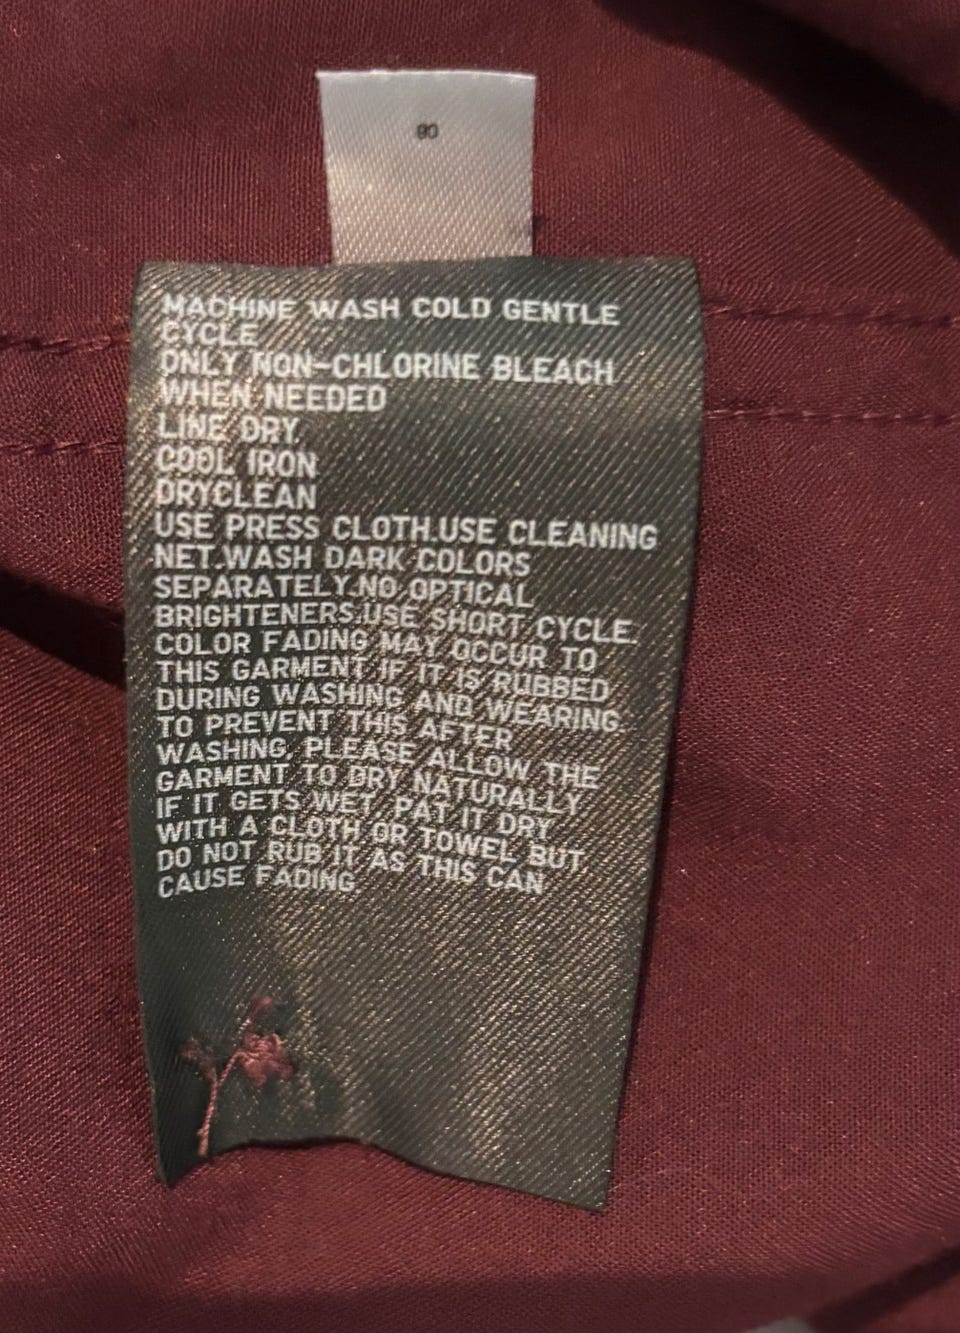 80
MACHINE WASH COLD GENTLE
CYCLE
ONLY NON-CHLORINE BLEACH
WHEN NEEDED
LINE DRY.
COOL IRON
DRYCLEAN
USE PRESS CLOTH.USE CLEANING
NET.WASH DARK COLORS
SEPARATELY.NO OPTICAL
BRIGHTENERS.USE SHORT CYCLE.
COLOR FADING MAY OCCUR TO
THIS GARMENT IF IT IS RUBBED
DURING WASHING AND WEARING.
TO PREVENT THIS AFTER
WASHING, PLEASE ALLOW THE
GARMENT TO DRY NATURALLY
IF IT GETS WET, PAT IT DRY
WITH A CLOTH OR TOWEL BUT
DO NOT RUB IT AS THIS CAN
CAUSE FADING